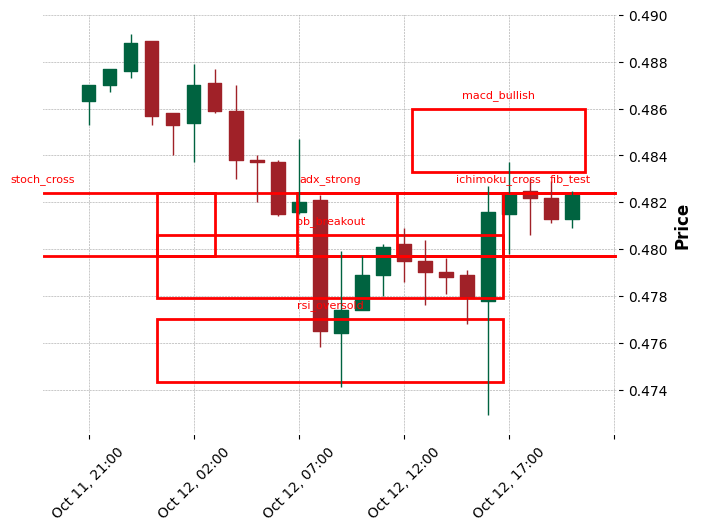 0.490
0.488
macd_bullish
0.486
0.484
stoch_cross
adx_strong
ichimoku_cross
fib_test
0.482
Price
0.480
0.478
0.476
0.474
Oct 11, 21:00
Oct 12, 02:00
Oct 12, 07:00
Oct 12, 12:00
Oct 12, 17:00